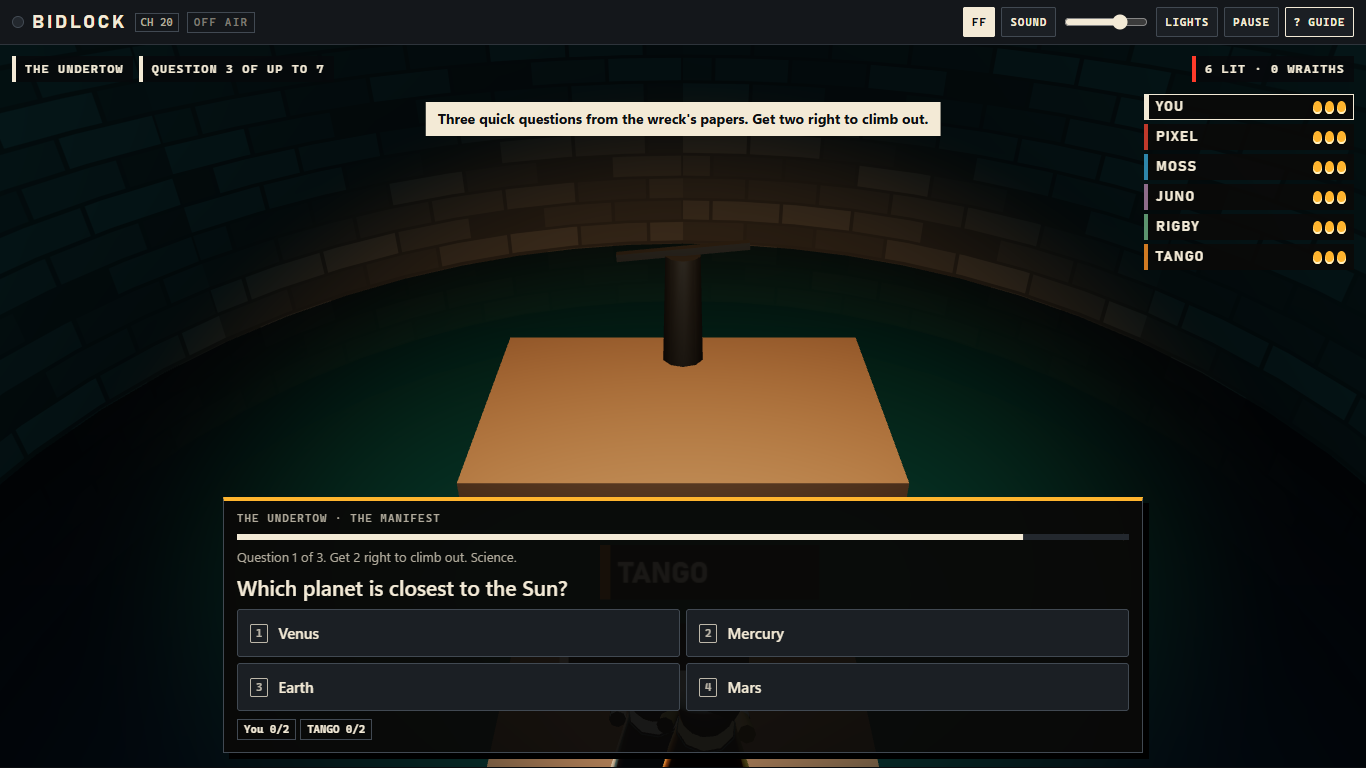 BIDLOCK CH 20 OFF AIR FF SOUND LIGHTS PAUSE ? GUIDE
THE UNDERTOW QUESTION 3 OF UP TO 7 6 LIT · 0 WRAITHS
Three quick questions from the wreck's papers. Get two right to climb out.
YOU
PIXEL
MOSS
JUNO
RIGBY
TANGO
THE UNDERTOW · THE MANIFEST
Question 1 of 3. Get 2 right to climb out. Science.
TANGO
Which planet is closest to the Sun?
1 Venus
2 Mercury
3 Earth
4 Mars
You 0/2 TANGO 0/2